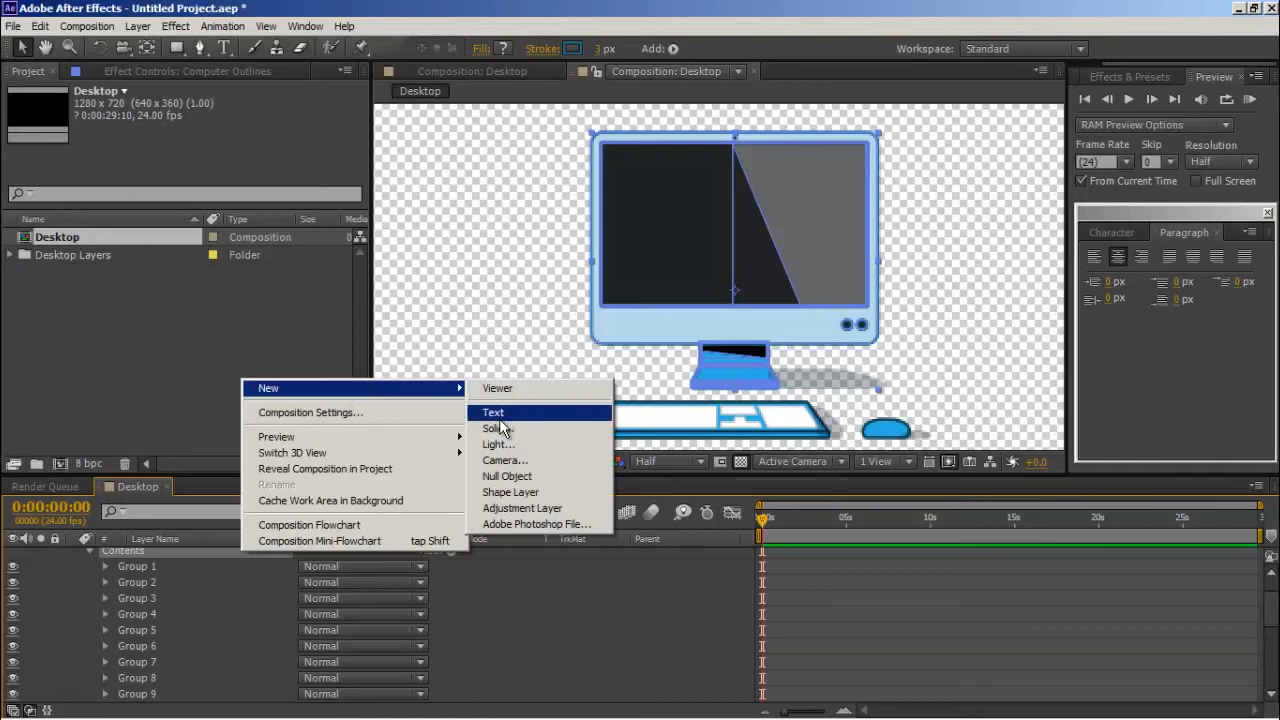 Adobe After Effects - Untitled Project.aep *
File Edit Composition Layer Effect Animation View Window Help
Fill: ? Stroke: 3 px Add:
Workspace: Standard
Project
Effect Controls: Computer Outlines
Composition: Desktop
Composition: Desktop
Effects & Presets
Preview
Desktop
1280 x 720 (640 x 360) (1.00)
? 0:00:29:10, 24.00 fps
Desktop
RAM Preview Options
Frame Rate Skip Resolution
(24) 0 Half
From Current Time Full Screen
Name Type Size Media
Desktop Composition 0
Desktop Layers Folder
Character
Paragraph
0 px 0 px 0 px
0 px 0 px
New
Composition Settings...
Preview
Switch 3D View
Reveal Composition in Project
Rename
Cache Work Area in Background
Composition Flowchart
Composition Mini-Flowchart tap Shift
Viewer
Text
Light...
Camera...
Null Object
Shape Layer
Adjustment Layer
Adobe Photoshop File...
8 bpc
Half
Active Camera
1 View
+0.0
Render Queue
Desktop
0:00:00:00
00000 (24.00 fps)
# Layer Name
T TrkMat Parent
05s 10s 15s 20s 25s
Contents
Group 1 Normal
Group 2 Normal
Group 3 Normal
Group 4 Normal
Group 5 Normal
Group 6 Normal
Group 7 Normal
Group 8 Normal
Group 9 Normal